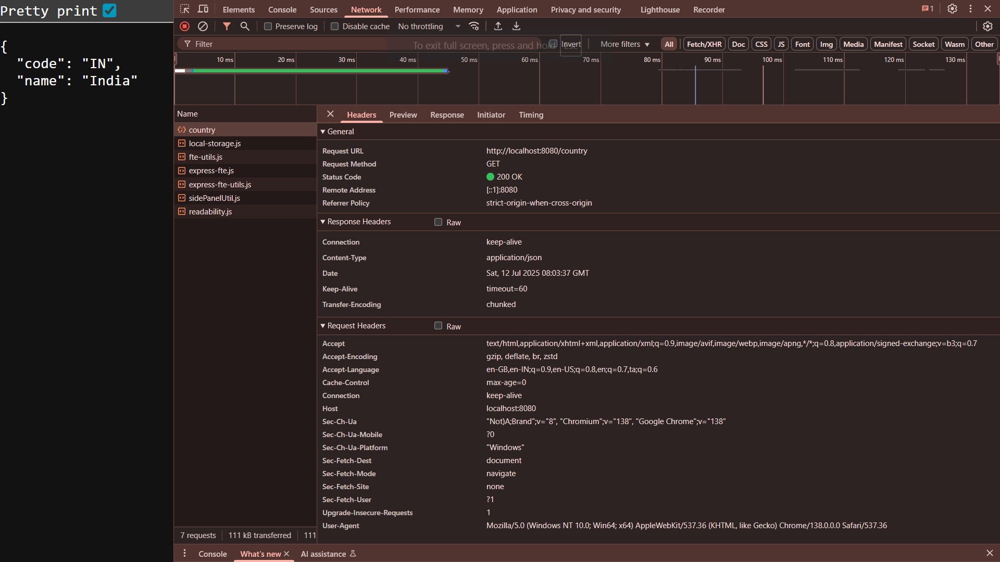 Pretty print
{
"code": "IN",
"name": "India"
}
Elements Console Sources Network Performance Memory Application Privacy and security Lighthouse Recorder 1
Preserve log Disable cache No throttling
Filter To exit full screen, press and hold Esc Invert More filters All Fetch/XHR Doc CSS JS Font Img Media Manifest Socket Wasm Other
10 ms 20 ms 30 ms 40 ms 50 ms 60 ms 70 ms 80 ms 90 ms 100 ms 110 ms 120 ms 130 ms
Name
country
local-storage.js
fte-utils.js
express-fte.js
express-fte-utils.js
sidePanelUtil.js
readability.js
7 requests 111 kB transferred 111
Headers Preview Response Initiator Timing
General
Request URL http://localhost:8080/country
Request Method GET
Status Code 200 OK
Remote Address [::1]:8080
Referrer Policy strict-origin-when-cross-origin
Response Headers Raw
Connection keep-alive
Content-Type application/json
Date Sat, 12 Jul 2025 08:03:37 GMT
Keep-Alive timeout=60
Transfer-Encoding chunked
Request Headers Raw
Accept text/html,application/xhtml+xml,application/xml;q=0.9,image/avif,image/webp,image/apng,*/*;q=0.8,application/signed-exchange;v=b3;q=0.7
Accept-Encoding gzip, deflate, br, zstd
Accept-Language en-GB,en-IN;q=0.9,en-US;q=0.8,en;q=0.7,ta;q=0.6
Cache-Control max-age=0
Connection keep-alive
Host localhost:8080
Sec-Ch-Ua "Not)A;Brand";v="8", "Chromium";v="138", "Google Chrome";v="138"
Sec-Ch-Ua-Mobile ?0
Sec-Ch-Ua-Platform "Windows"
Sec-Fetch-Dest document
Sec-Fetch-Mode navigate
Sec-Fetch-Site none
Sec-Fetch-User ?1
Upgrade-Insecure-Requests 1
User-Agent Mozilla/5.0 (Windows NT 10.0; Win64; x64) AppleWebKit/537.36 (KHTML, like Gecko) Chrome/138.0.0.0 Safari/537.36
Console What's new AI assistance